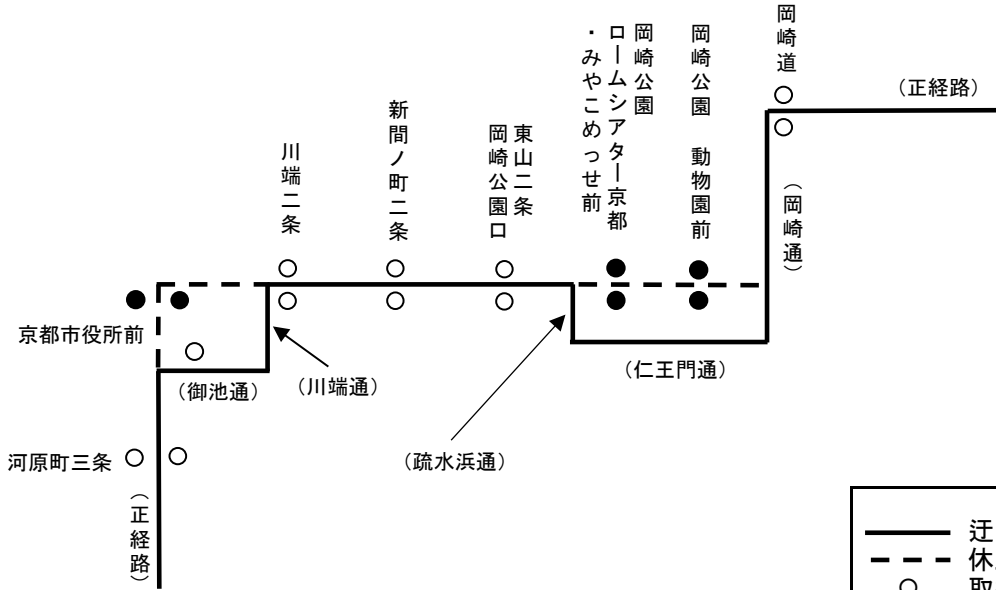 岡崎道
（正経路）
（岡崎通）
岡崎公園 動物園前
岡崎公園
ロームシアター京都
・みやこめっせ前
東山二条
岡崎公園口
新間ノ町二条
川端二条
京都市役所前
（御池通）
（川端通）
（仁王門通）
（疏水浜通）
河原町三条
（正経路）
迂
休
取